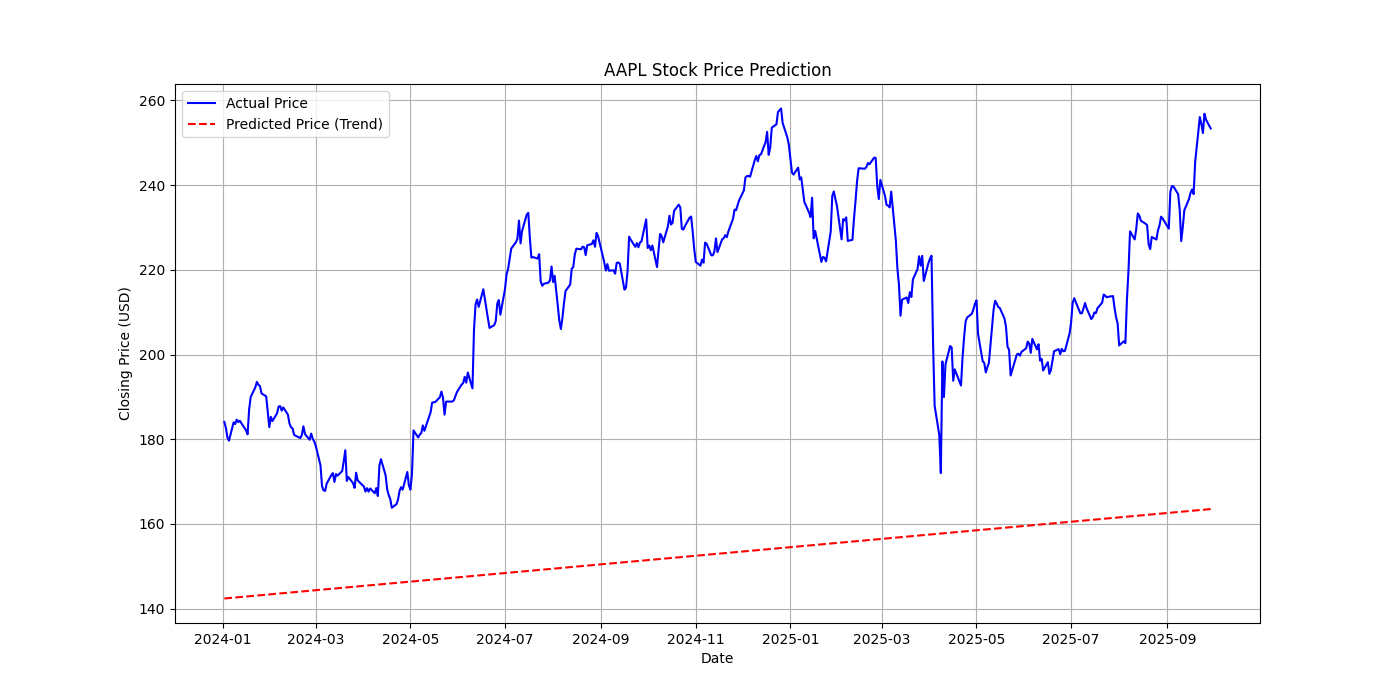 AAPL Stock Price Prediction
Actual Price
Predicted Price (Trend)
260
240
220
200
180
160
140
Closing Price (USD)
2024-01 2024-03 2024-05 2024-07 2024-09 2024-11 2025-01 2025-03 2025-05 2025-07 2025-09
Date